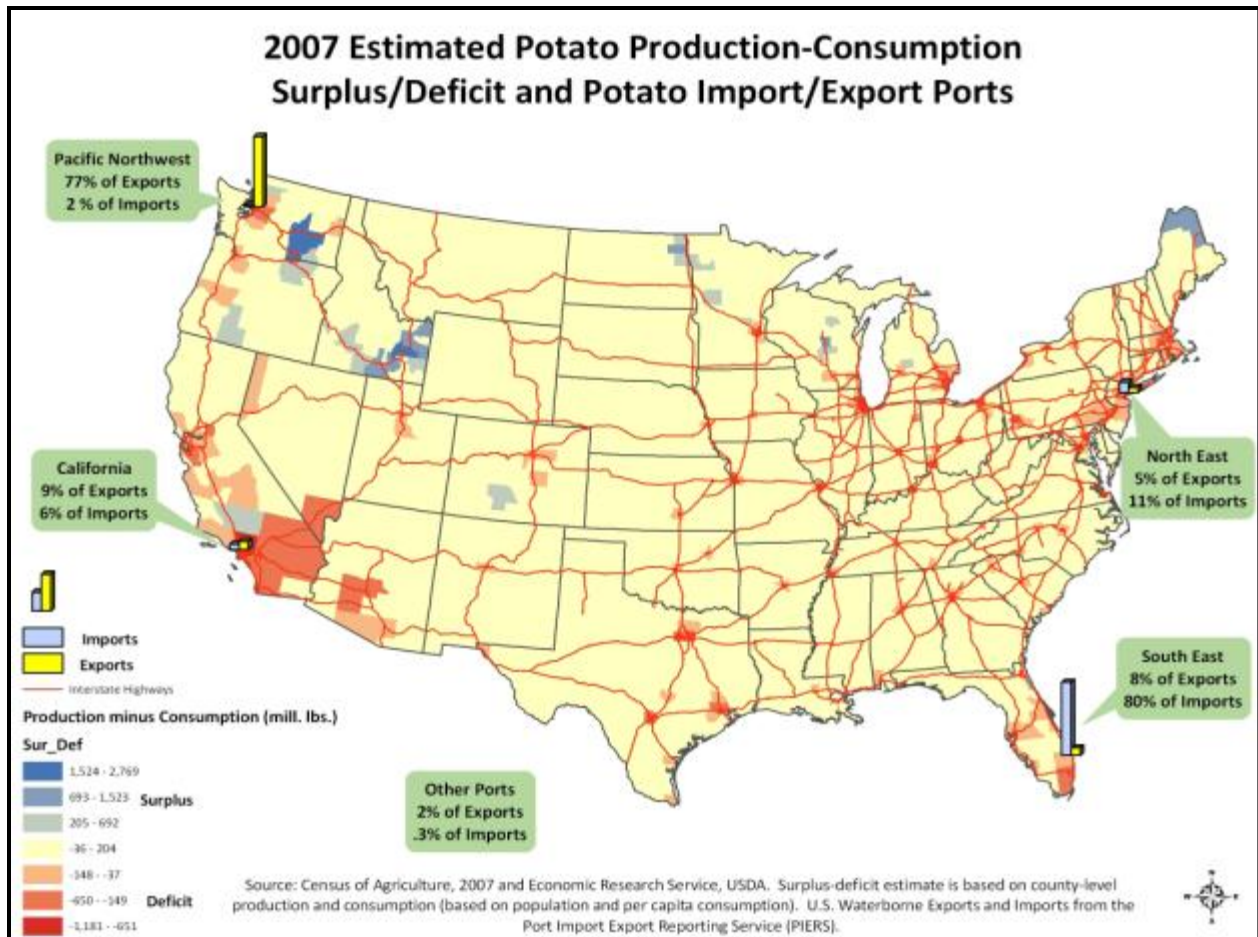 2007 Estimated Potato Production-Consumption
Surplus/Deficit and Potato Import/Export Ports
Pacific Northwest
77% of Exports
2 % of Imports
California
9% of Exports
6% of Imports
North East
5% of Exports
11% of Imports
South East
8% of Exports
80% of Imports
Other Ports
2% of Exports
.3% of Imports
Imports
Exports
Interstate Highways
Production minus Consumption (mill. lbs.)
Sur_Def
1,524 - 2,769
693 - 1,523 Surplus
205 - 692
-36 - 204
-148 - -37
-650 - -149 Deficit
-1,181 - -651
Source: Census of Agriculture, 2007 and Economic Research Service, USDA. Surplus-deficit estimate is based on county-level
production and consumption (based on population and per capita consumption). U.S. Waterborne Exports and Imports from the
Port Import Export Reporting Service (PIERS).